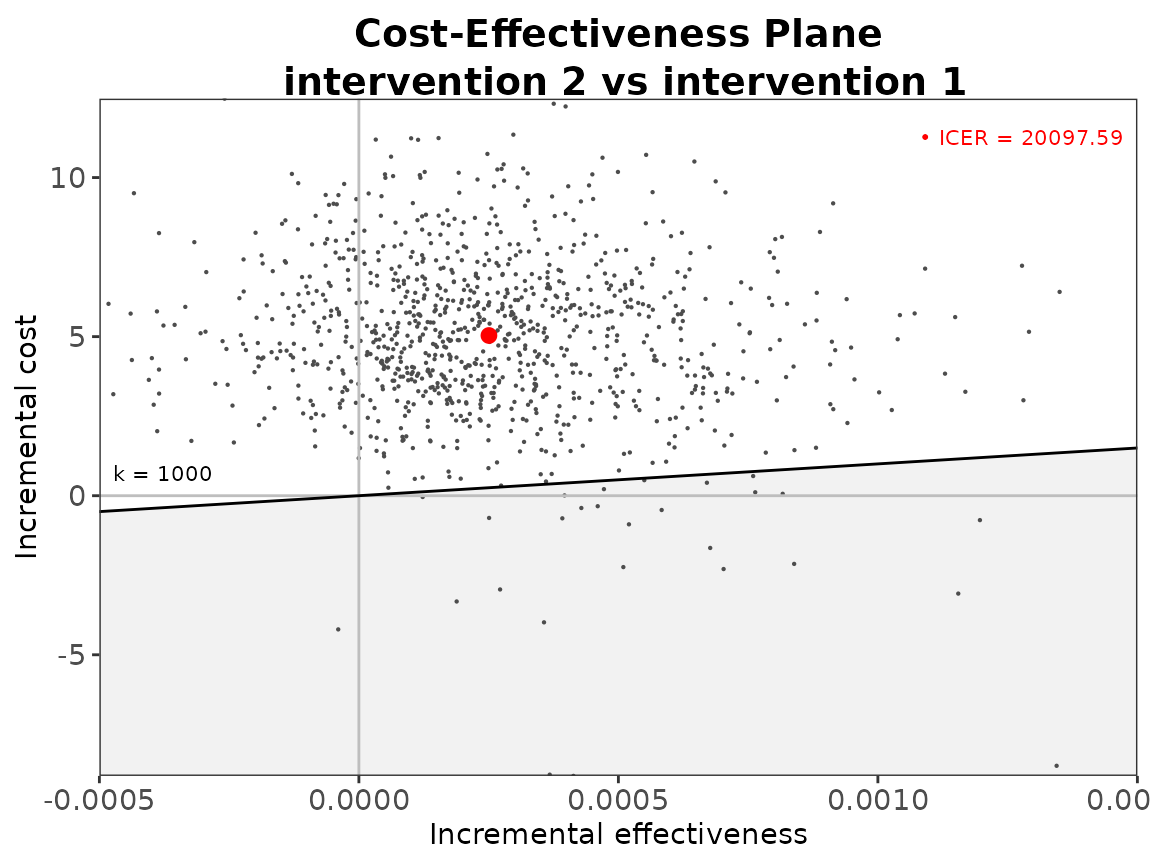 Cost-Effectiveness Plane
intervention 2 vs intervention 1
• ICER = 20097.59
10
5
k = 1000
0
-5
Incremental cost
-0.0005 0.0000 0.0005 0.0010 0.00
Incremental effectiveness